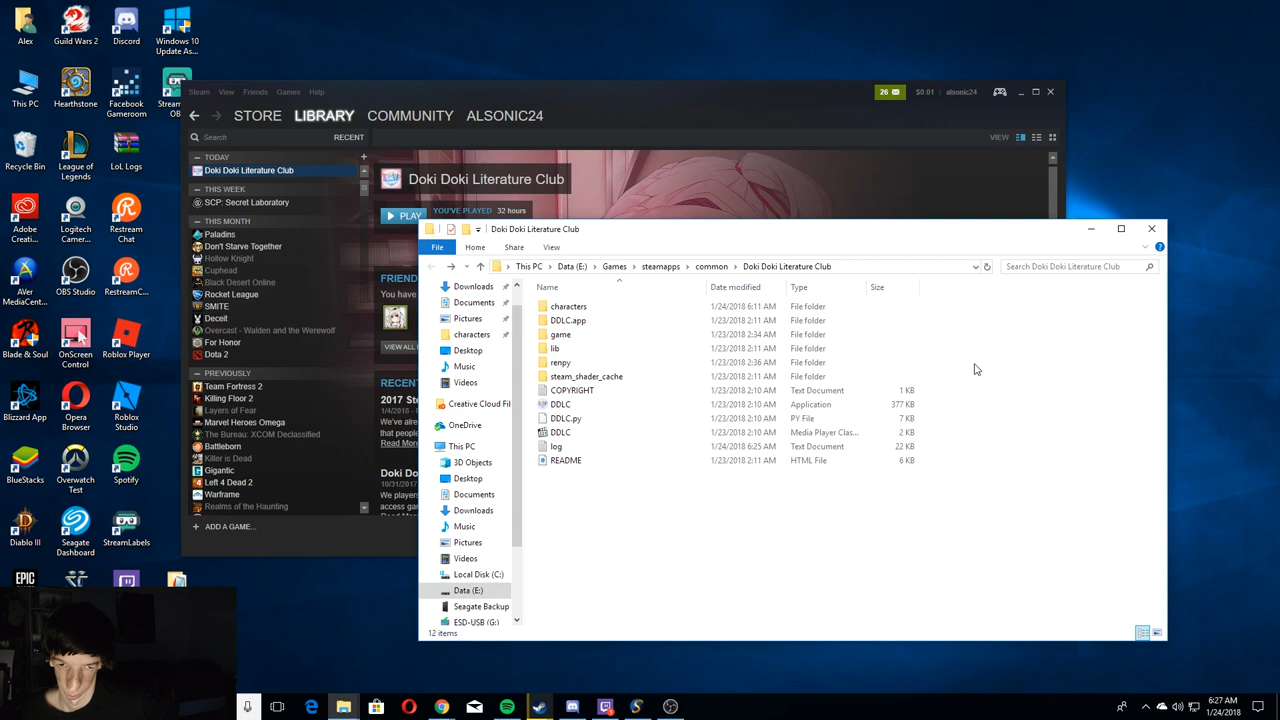 Alex
Guild Wars 2
Discord
Windows 10
Update As...
This PC
Hearthstone
Facebook
Gameroom
Stream
OB
Recycle Bin
League of
Legends
LoL Logs
Adobe
Creati...
Logitech
Camer...
Restream
Chat
AVer
MediaCent...
OBS Studio
RestreamC...
Blade & Soul
OnScreen
Control
Roblox Player
Blizzard App
Opera
Browser
Roblox
Studio
BlueStacks
Overwatch
Test
Spotify
Diablo III
Seagate
Dashboard
StreamLabels
EPIC
Steam View Friends Games Help
26
$0.01 alsonic24
STORE LIBRARY COMMUNITY ALSONIC24
Search RECENT
VIEW
TODAY
Doki Doki Literature Club
THIS WEEK
SCP: Secret Laboratory
THIS MONTH
Paladins
Don't Starve Together
Hollow Knight
Cuphead
Black Desert Online
Rocket League
SMITE
Deceit
Overcast - Walden and the Werewolf
For Honor
Dota 2
PREVIOUSLY
Team Fortress 2
Killing Floor 2
Layers of Fear
Marvel Heroes Omega
The Bureau: XCOM Declassified
Battleborn
Killer is Dead
Gigantic
Left 4 Dead 2
Warframe
Realms of the Haunting
ADD A GAME...
Doki Doki Literature Club
PLAY
YOU'VE PLAYED 32 hours
FRIEND
You have
VIEW ALL
RECEN
2017 St
1/4/2018 -
that peopl
Read More
Doki Do
10/31/2017
We players
access gam
Doki Doki Literature Club
File Home Share View
This PC Data (E:) Games steamapps common Doki Doki Literature Club
Search Doki Doki Literature Club
Downloads
Documents
Pictures
characters
Desktop
Music
Videos
Creative Cloud Fil
OneDrive
This PC
3D Objects
Desktop
Documents
Downloads
Music
Pictures
Videos
Local Disk (C:)
Data (E:)
Seagate Backup
ESD-USB (G:)
Name Date modified Type Size
characters 1/24/2018 6:11 AM File folder
DDLC.app 1/23/2018 2:11 AM File folder
game 1/23/2018 2:34 AM File folder
lib 1/23/2018 2:11 AM File folder
renpy 1/23/2018 2:36 AM File folder
steam_shader_cache 1/23/2018 2:11 AM File folder
COPYRIGHT 1/23/2018 2:10 AM Text Document 1 KB
DDLC 1/23/2018 2:10 AM Application 377 KB
DDLC.py 1/23/2018 2:10 AM PY File 7 KB
DDLC 1/23/2018 2:10 AM Media Player Clas... 2 KB
log 1/24/2018 6:25 AM Text Document 22 KB
README 1/23/2018 2:11 AM HTML File 6 KB
12 items
6:27 AM
1/24/2018